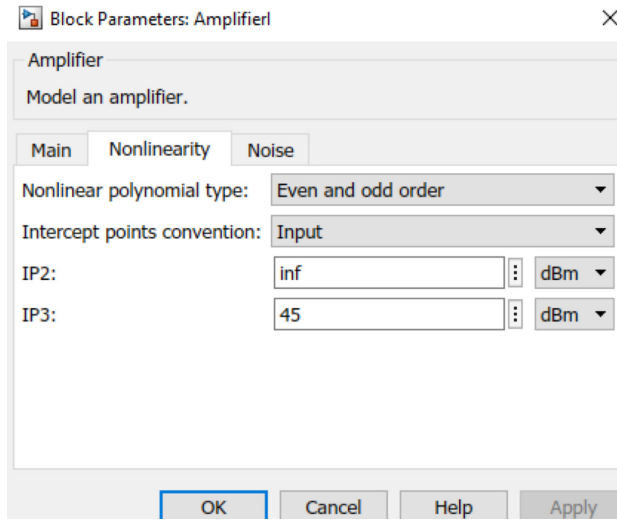 Block Parameters: AmplifierI
Amplifier
Model an amplifier.
Main Nonlinearity Noise
Nonlinear polynomial type: Even and odd order
Intercept points convention: Input
IP2: inf dBm
IP3: 45 dBm
OK Cancel Help Apply